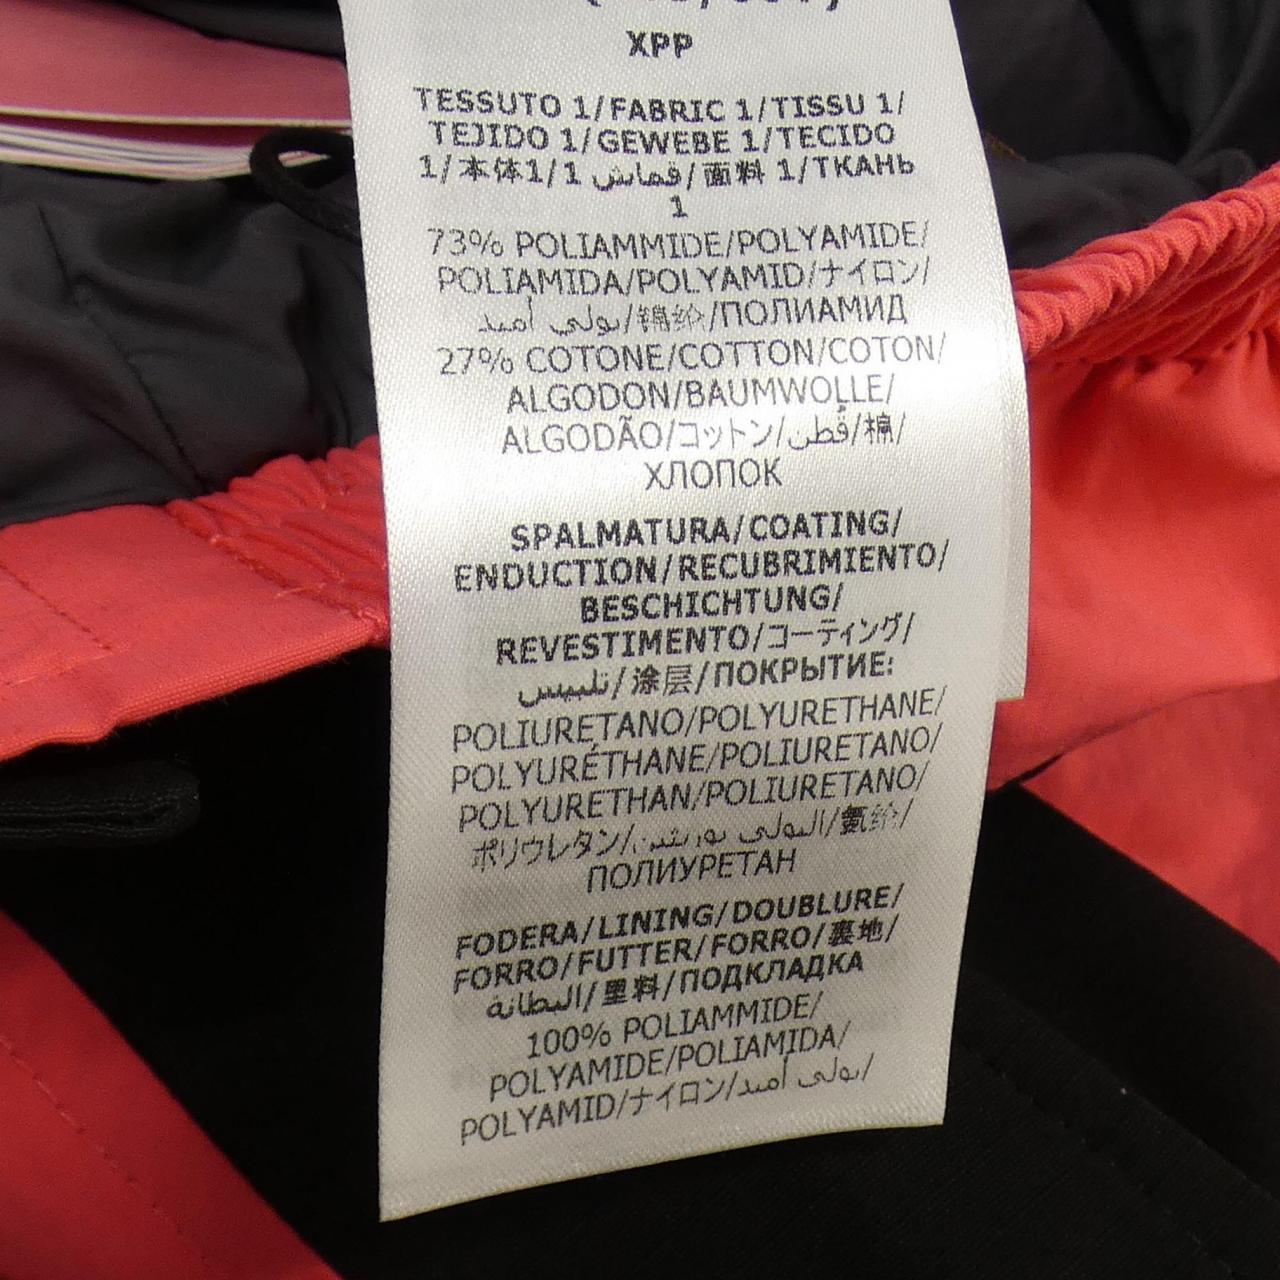 XPP
TESSUTO 1/FABRIC 1/TISSU 1/
TEJIDO 1/GEWEBE 1/TECIDO
1/本体1/1 قماش/面料 1/ТКАНЬ
1
73% POLIAMMIDE/POLYAMIDE/
POLIAMIDA/POLYAMID/ナイロン/
بولي أميد/锦纶/ПОЛИАМИД
27% COTONE/COTTON/COTON/
ALGODON/BAUMWOLLE/
ALGODÃO/コットン/قُطن/棉/
ХЛОПОК
SPALMATURA/COATING/
ENDUCTION/RECUBRIMIENTO/
BESCHICHTUNG/
REVESTIMENTO/コーティング/
تلبيس/涂层/ПОКРЫТИЕ:
POLIURETANO/POLYURETHANE/
POLYURÉTHANE/POLIURETANO/
POLYURETHAN/POLIURETANO/
ポリウレタン/البولي يوريثين/氨纶/
ПОЛИУРЕТАН
FODERA/LINING/DOUBLURE/
FORRO/FUTTER/FORRO/裏地/
البطانة/里料/ПОДКЛАДКА
100% POLIAMMIDE/
POLYAMIDE/POLIAMIDA/
POLYAMID/ナイロン/بولي أميد/